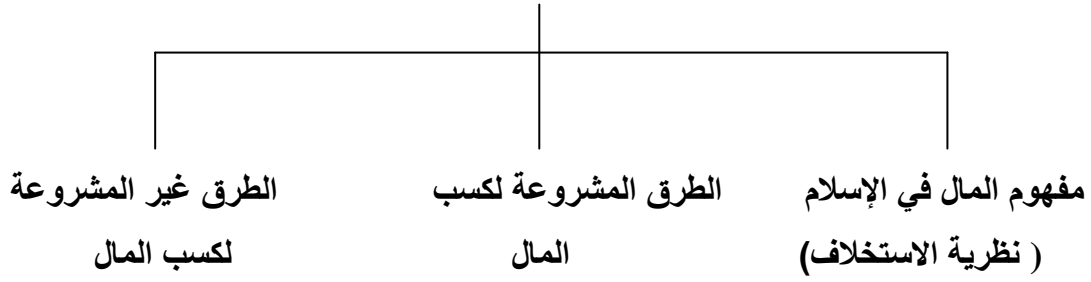 مفهوم المال في الإسلام
( نظرية الاستخلاف)
الطرق المشروعة لكسب
المال
الطرق غير المشروعة
لكسب المال